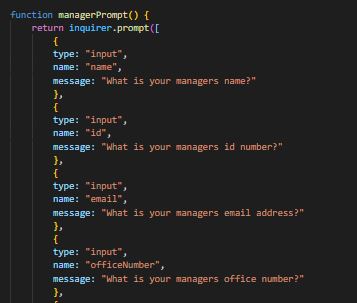 function managerPrompt() {
return inquirer.prompt([
{
type: "input",
name: "name",
message: "What is your managers name?"
},
{
type: "input",
name: "id",
message: "What is your managers id number?"
},
{
type: "input",
name: "email",
message: "What is your managers email address?"
},
{
type: "input",
name: "officeNumber",
message: "What is your managers office number?"
},